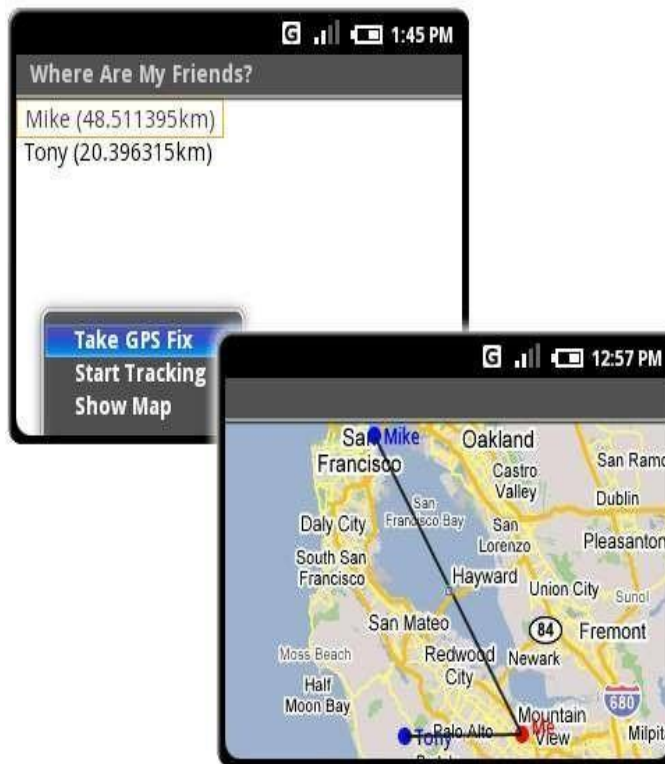 G 1:45 PM
Where Are My Friends?
Mike (48.511395km)
Tony (20.396315km)
Take GPS Fix
Start Tracking
Show Map
G 12:57 PM
San Francisco
Mike
Oakland
Castro Valley
San Ramo
Dublin
San Francisco Bay
Daly City
San Lorenzo
Pleasanton
South San Francisco
Hayward
Union City
Sunol
San Mateo
84
Fremont
Moss Beach
Redwood City
Newark
Half Moon Bay
680
Mountain View
Me
Tony
Palo Alto
Milpit